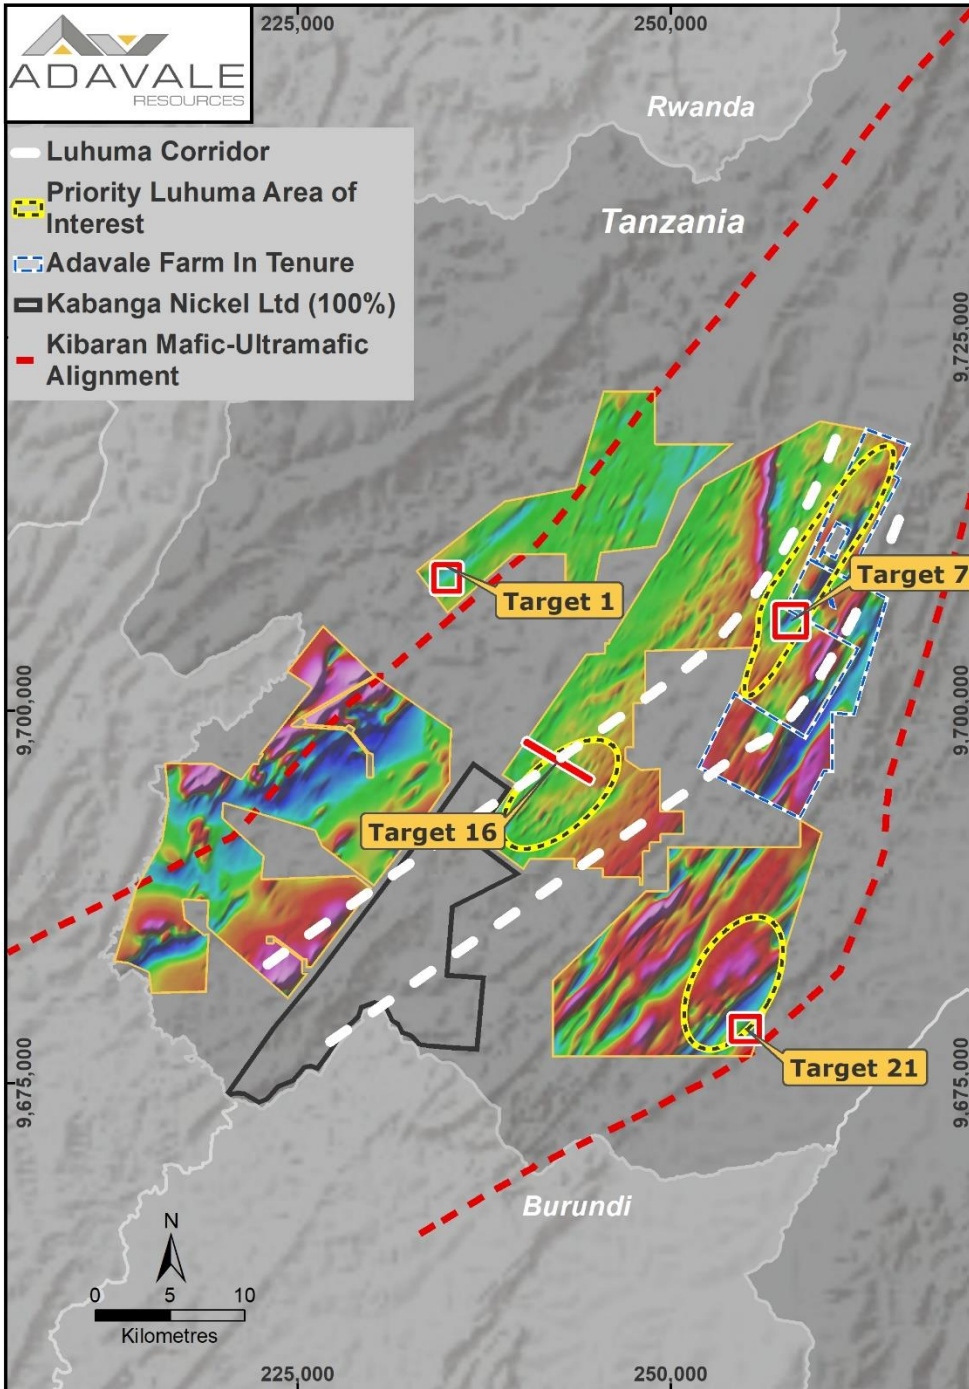 225,000
250,000
ADAVALE
RESOURCES
Rwanda
Luhuma Corridor
Priority Luhuma Area of
Interest
Tanzania
Adavale Farm In Tenure
Kabanga Nickel Ltd (100%)
Kibaran Mafic-Ultramafic
Alignment
9,725,000
Target 7
Target 1
9,700,000
9,700,000
Target 16
Target 21
9,675,000
9,675,000
Burundi
N
0 5 10
Kilometres
225,000
250,000